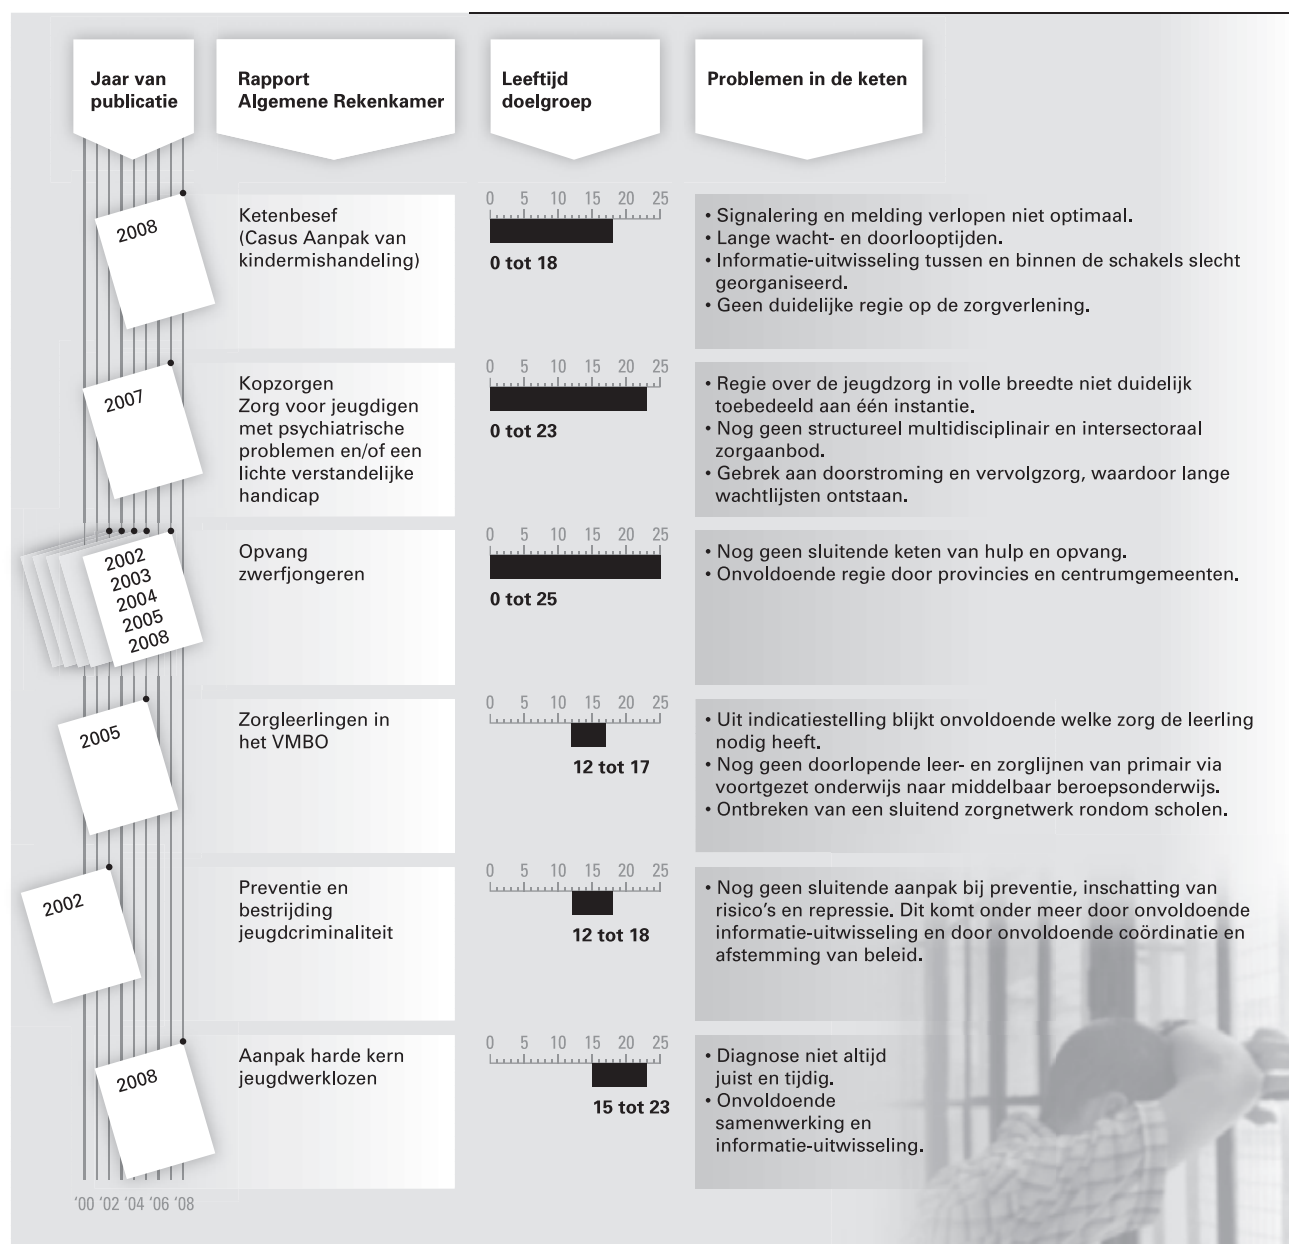 Jaar van
publicatie
Rapport
Algemene Rekenkamer
Leeftijd
doelgroep
Problemen in de keten
2008
Ketenbesef
(Casus Aanpak van
kindermishandeling)
0 5 10 15 20 25
0 tot 18
• Signalering en melding verlopen niet optimaal.
• Lange wacht- en doorlooptijden.
• Informatie-uitwisseling tussen en binnen de schakels slecht
georganiseerd.
• Geen duidelijke regie op de zorgverlening.
2007
Kopzorgen
Zorg voor jeugdigen
met psychiatrische
problemen en/of een
lichte verstandelijke
handicap
0 5 10 15 20 25
0 tot 23
• Regie over de jeugdzorg in volle breedte niet duidelijk
toebedeeld aan één instantie.
• Nog geen structureel multidisciplinair en intersectoraal
zorgaanbod.
• Gebrek aan doorstroming en vervolgzorg, waardoor lange
wachtlijsten ontstaan.
2002
2003
2004
2005
2008
Opvang
zwerfjongeren
0 5 10 15 20 25
0 tot 25
• Nog geen sluitende keten van hulp en opvang.
• Onvoldoende regie door provincies en centrumgemeenten.
2005
Zorgleerlingen in
het VMBO
0 5 10 15 20 25
12 tot 17
• Uit indicatiestelling blijkt onvoldoende welke zorg de leerling
nodig heeft.
• Nog geen doorlopende leer- en zorglijnen van primair via
voortgezet onderwijs naar middelbaar beroepsonderwijs.
• Ontbreken van een sluitend zorgnetwerk rondom scholen.
2002
Preventie en
bestrijding
jeugdcriminaliteit
0 5 10 15 20 25
12 tot 18
• Nog geen sluitende aanpak bij preventie, inschatting van
risico's en repressie. Dit komt onder meer door onvoldoende
informatie-uitwisseling en door onvoldoende coördinatie en
afstemming van beleid.
2008
Aanpak harde kern
jeugdwerklozen
0 5 10 15 20 25
15 tot 23
• Diagnose niet altijd
juist en tijdig.
• Onvoldoende
samenwerking en
informatie-uitwisseling.
'00 '02 '04 '06 '08